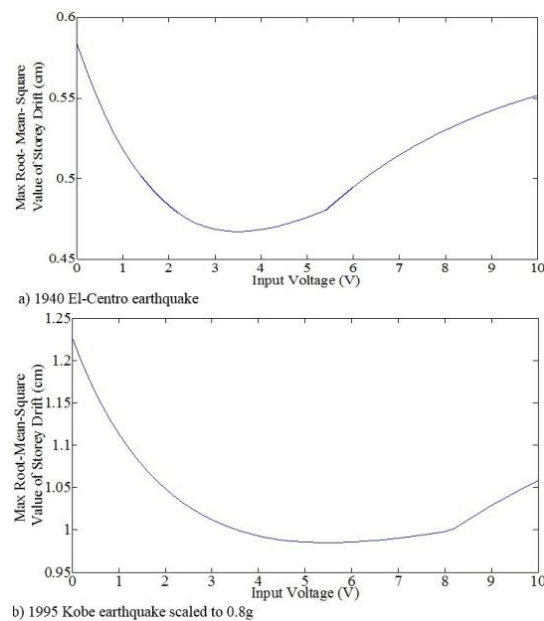 0.6
0.55
0.5
0.45
Max Root- Mean- Square
Value of Storey Drift (cm)
0 1 2 3 4 5 6 7 8 9 10
Input Voltage (V)
a) 1940 El-Centro earthquake
1.25
1.2
1.15
1.1
1.05
1
0.95
Max Root-Mean-Square
Value of Storey Drift (cm)
0 1 2 3 4 5 6 7 8 9 10
Input Voltage (V)
b) 1995 Kobe earthquake scaled to 0.8g